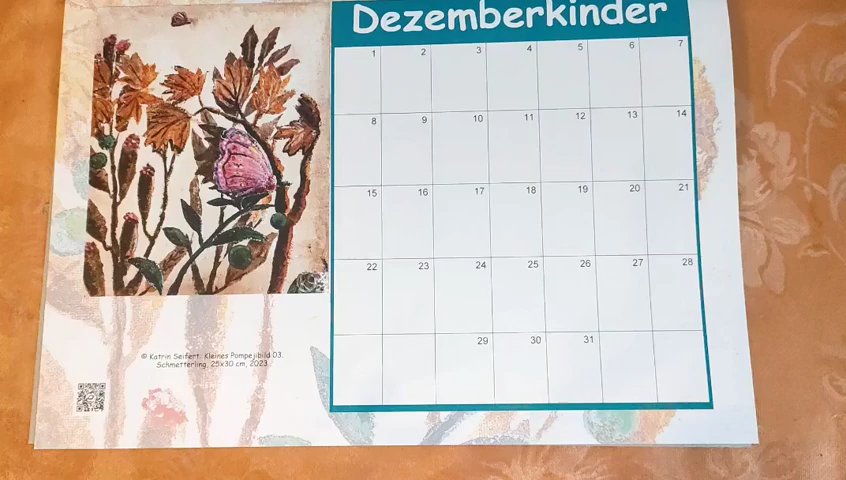 Dezemberkinder
1 2 3 4 5 6 7
8 9 10 11 12 13 14
15 16 17 18 19 20 21
22 23 24 25 26 27 28
29 30 31
© Katrin Seifert: Kleines Pompejibild 03.
Schmetterling, 25x30 cm, 2023